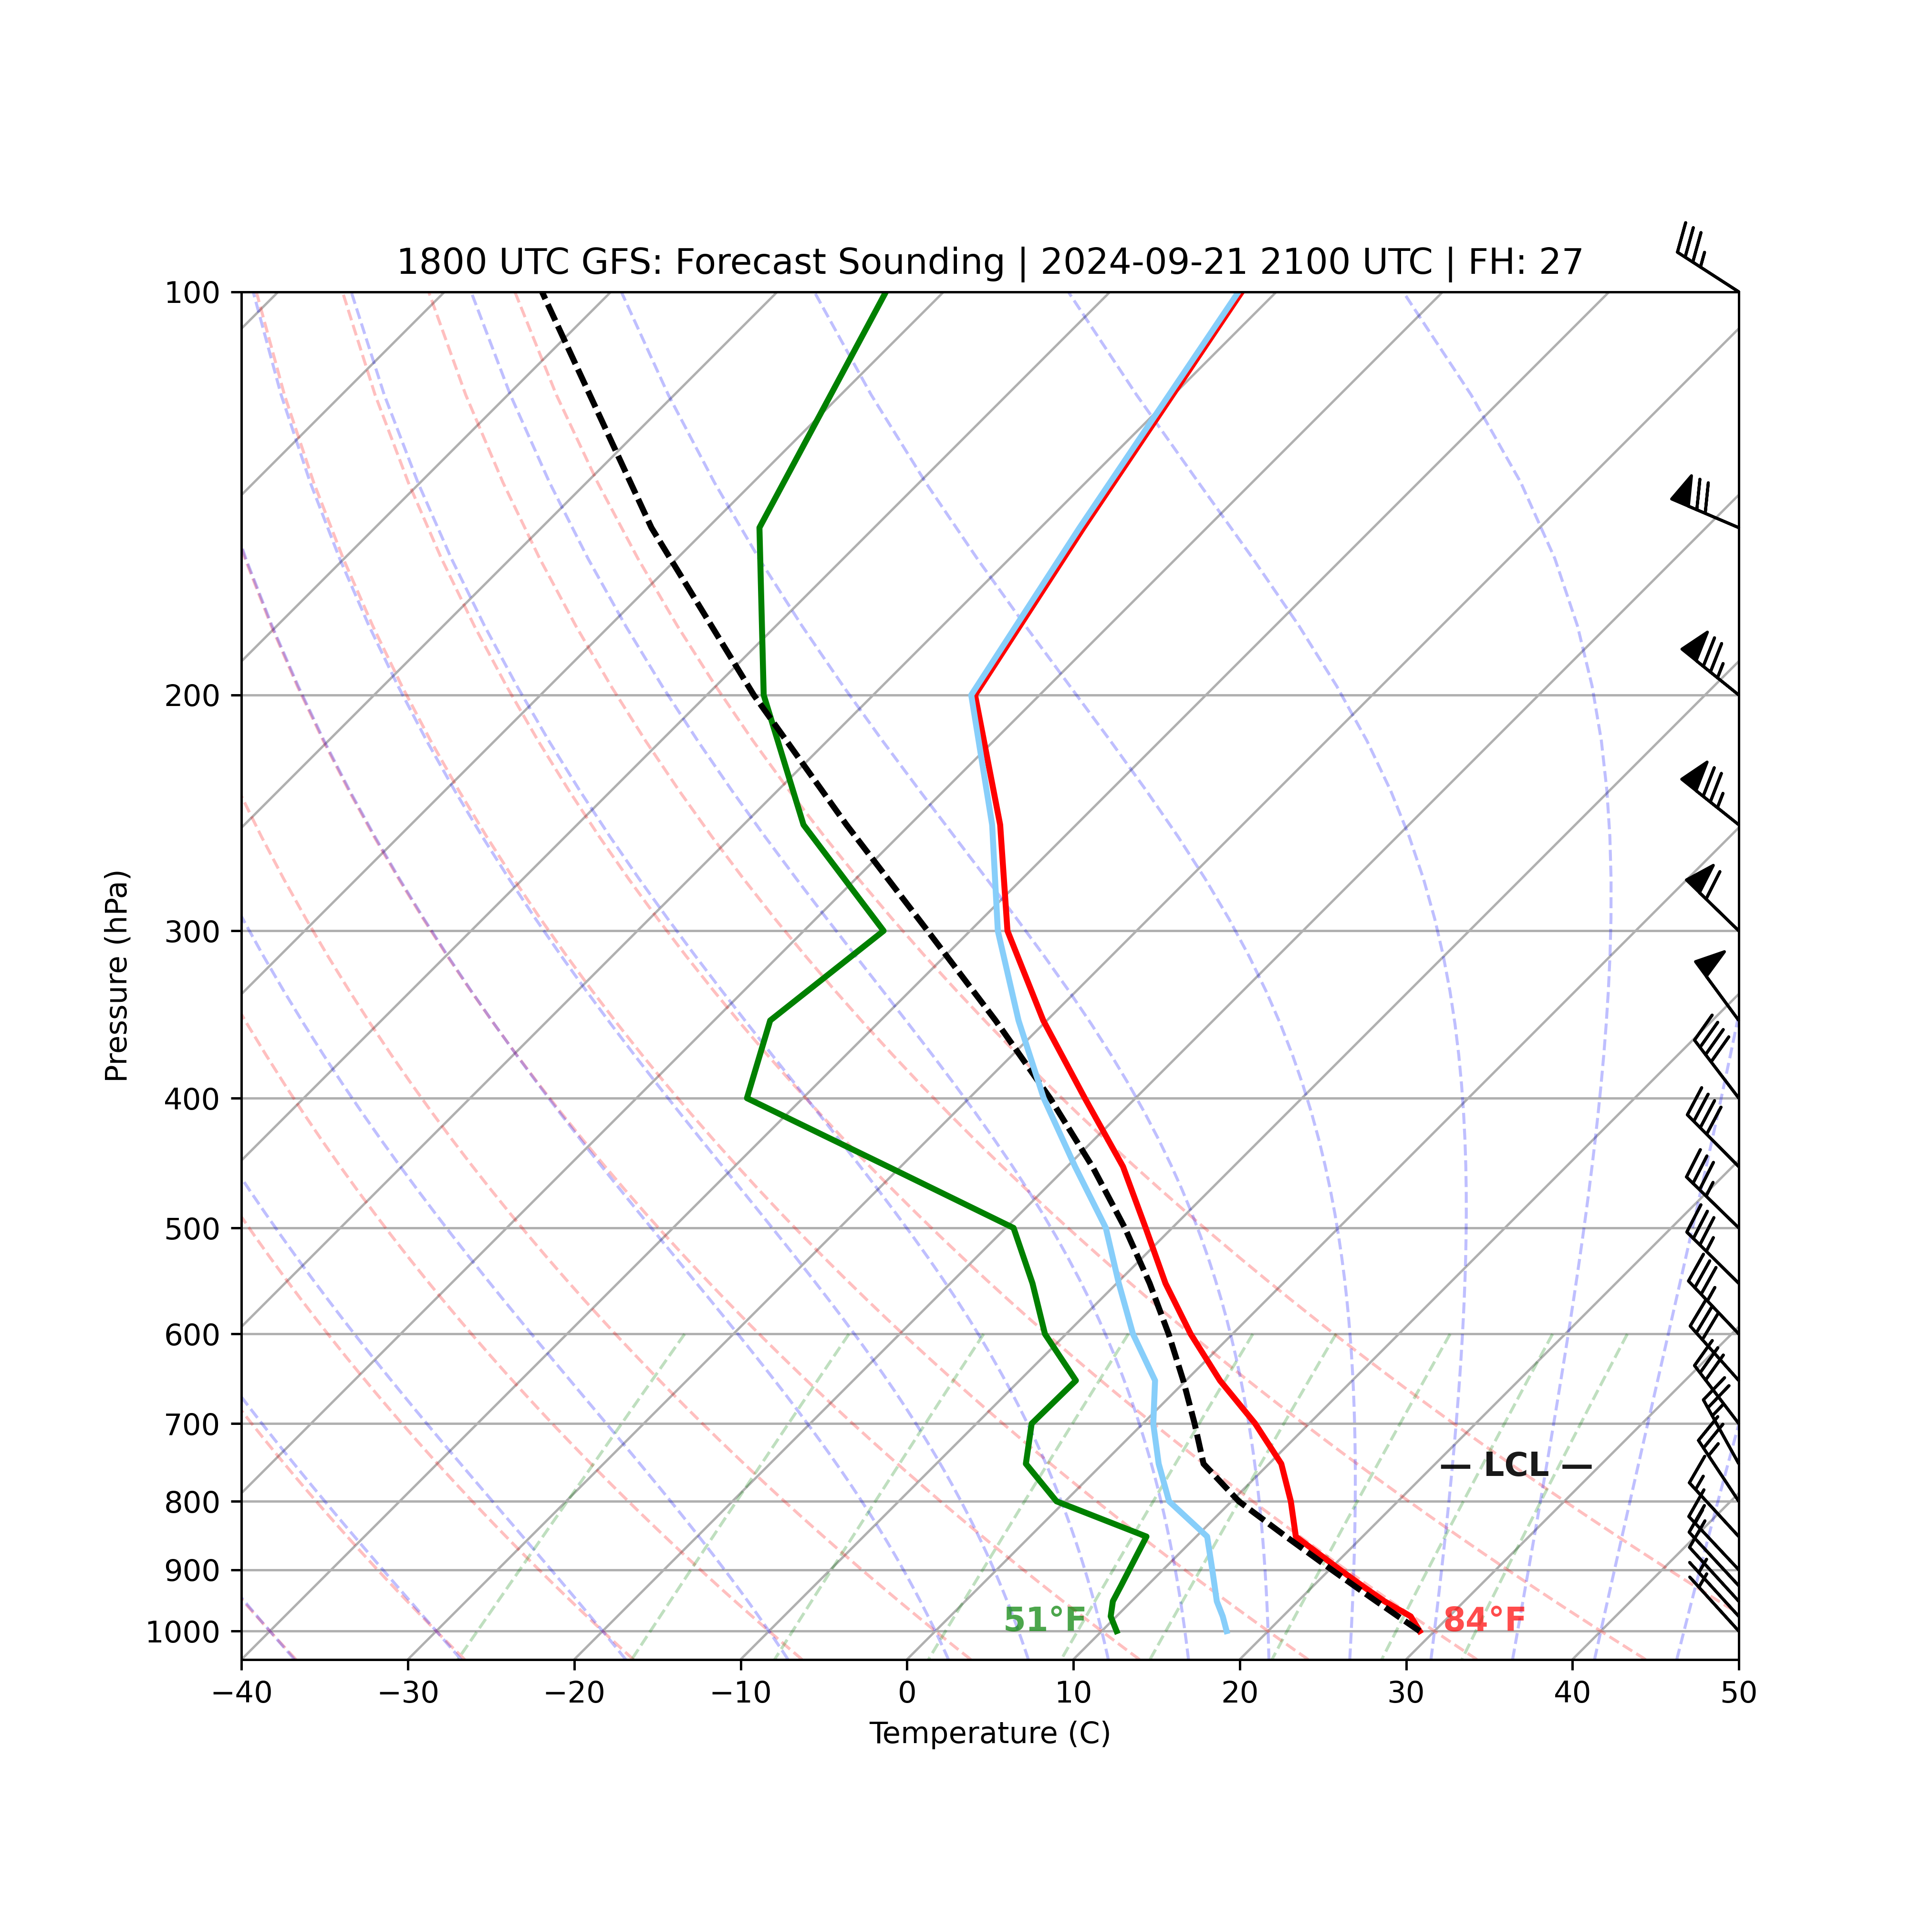 1800 UTC GFS: Forecast Sounding | 2024-09-21 2100 UTC | FH: 27
100
200
300
400
500
600
700
800
900
1000
Pressure (hPa)
— LCL —
51°F
84°F
−40 −30 −20 −10 0 10 20 30 40 50
Temperature (C)